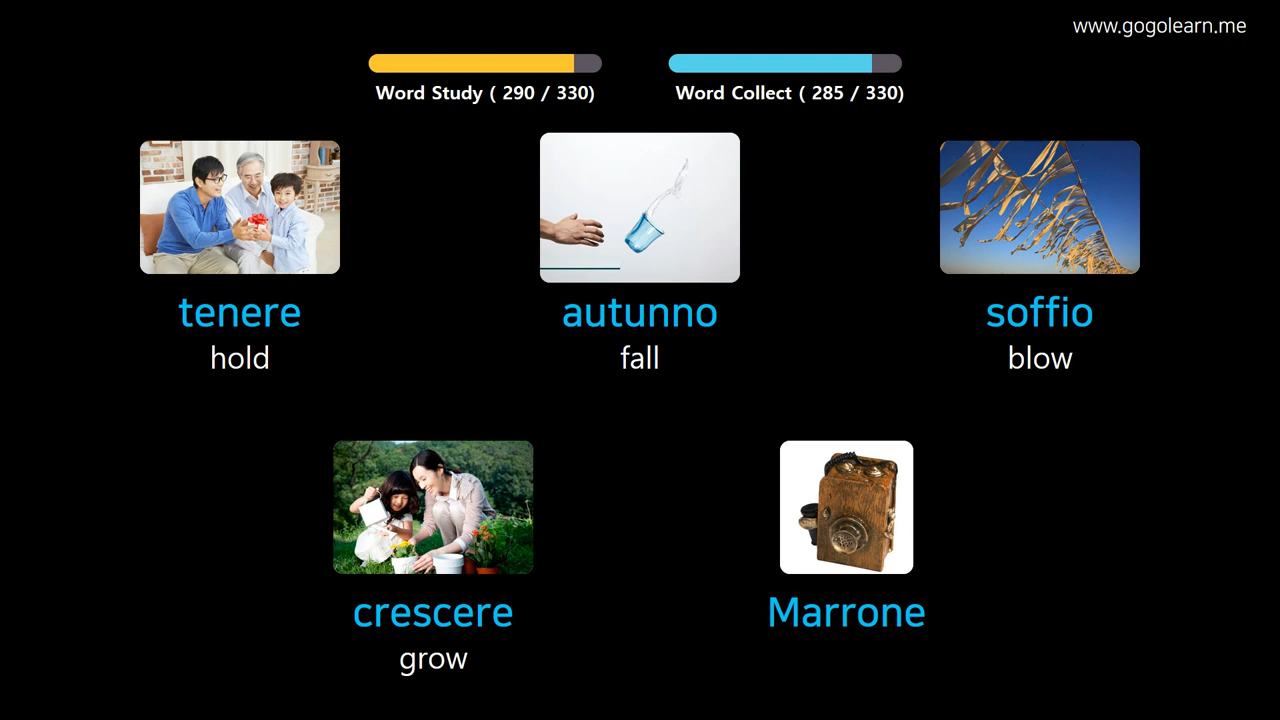 www.gogolearn.me
Word Study ( 290 / 330)
Word Collect ( 285 / 330)
tenere
hold
autunno
fall
soffio
blow
crescere
grow
Marrone